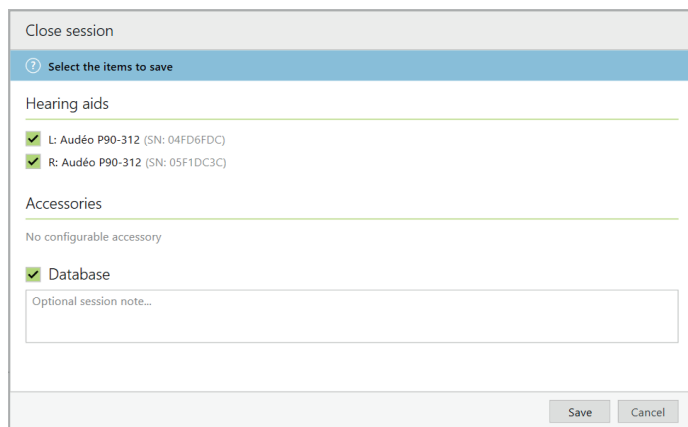 Close session
Select the items to save
Hearing aids
L: Audéo P90-312 (SN: 04FD6FDC)
R: Audéo P90-312 (SN: 05F1DC3C)
Accessories
No configurable accessory
Database
Optional session note...
Save Cancel